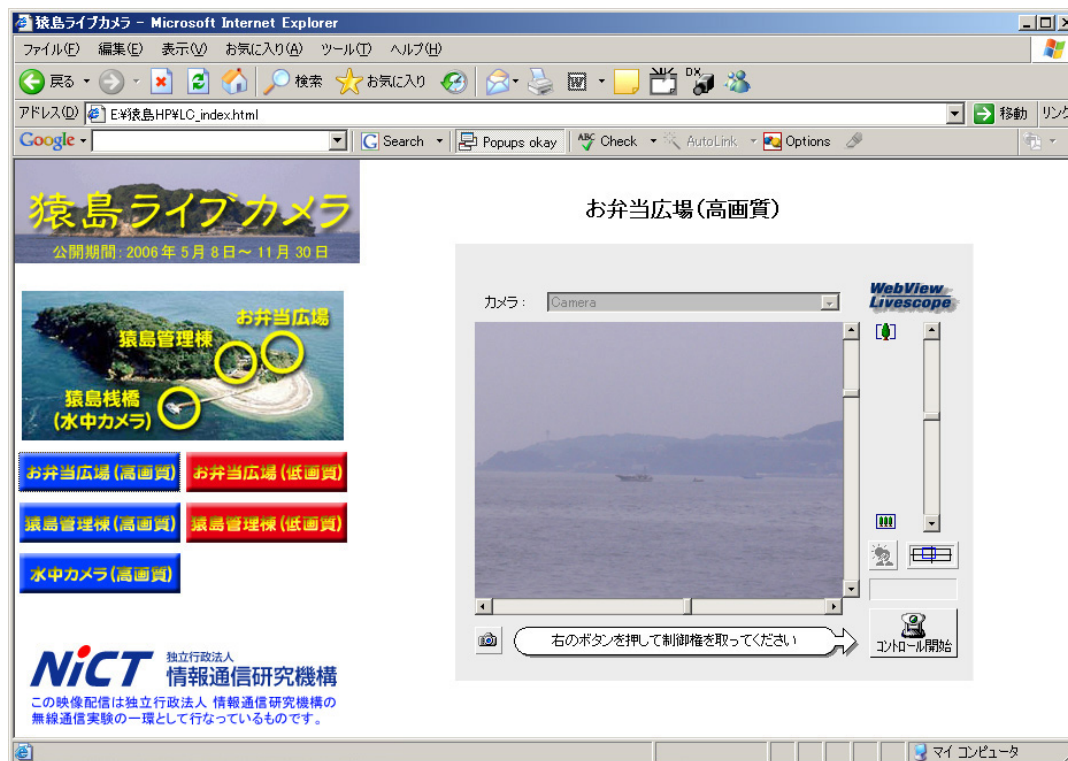 猿島ライブカメラ - Microsoft Internet Explorer
ファイル(F) 編集(E) 表示(V) お気に入り(A) ツール(T) ヘルプ(H)
戻る 検索 お気に入り
アドレス(D) E:¥猿島HP¥LC_index.html 移動 リンク
Google Search Popups okay ABC Check AutoLink Options
猿島ライブカメラ
公開期間:2006年5月8日~11月30日
お弁当広場(高画質)
カメラ: Camera
WebView
Livescope
お弁当広場
猿島管理棟
猿島桟橋
(水中カメラ)
お弁当広場(高画質) お弁当広場(低画質)
猿島管理棟(高画質) 猿島管理棟(低画質)
水中カメラ(高画質)
右のボタンを押して制御権を取ってください
コントロール開始
NICT 独立行政法人
情報通信研究機構
この映像配信は独立行政法人 情報通信研究機構の
無線通信実験の一環として行なっているものです。
マイ コンピュータ